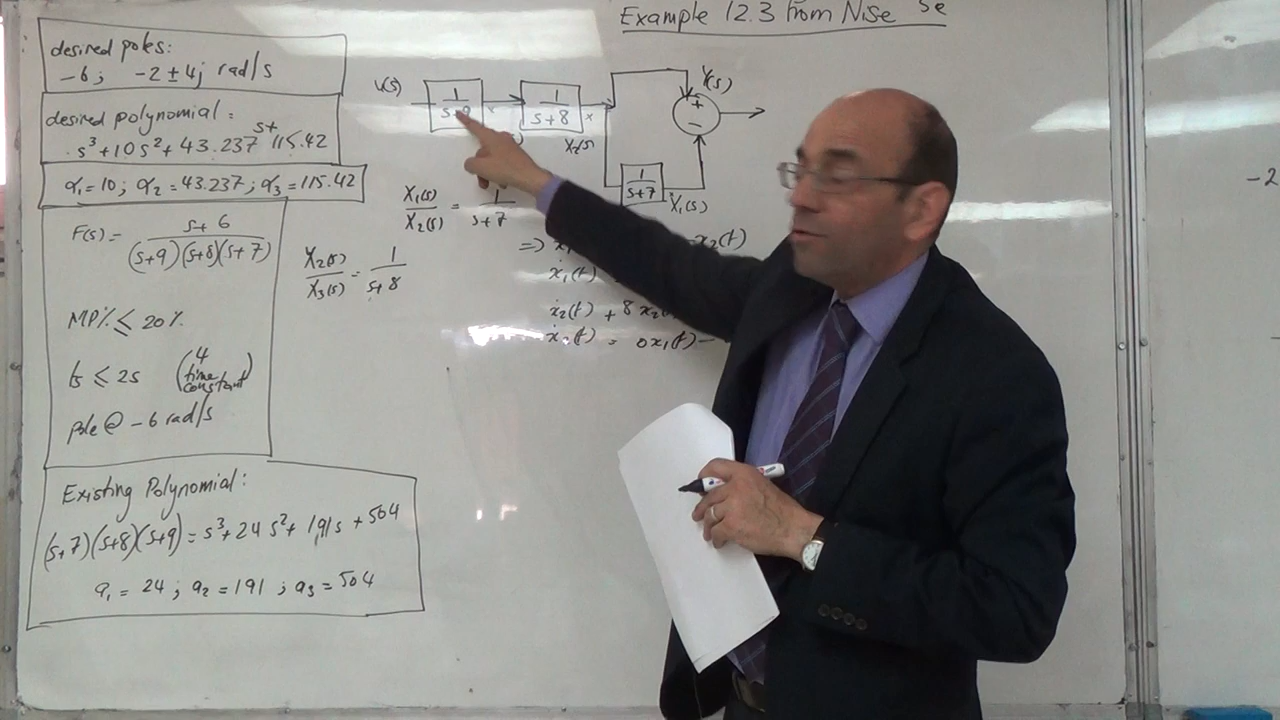 Example 12.3 from Nise
desired poles:
-6; -2 ± 4j rad/s
desired polynomial:
s³+10s²+43.237 s+ 115.42
α₁=10; α₂=43.237; α₃=115.42
F(s) = s+6 / (s+9)(s+8)(s+7)
MP% ≤ 20%
ts ≤ 2s (4 time constant)
pole @ -6 rad/s
Existing Polynomial:
(s+7)(s+8)(s+9) = s³+24s²+191s+504
a₁ = 24; a₂ = 191; a₃ = 504
U(s)
1 / s+9
1 / s+8
X₂(s)
Y(s)
+
-
1 / s+7
X₁(s)
X₁(s) / X₂(s) = 1 / s+7
X₂(s) / X₃(s) = 1 / s+8
=> x₂(t)
ẋ₁(t)
ẋ₂(t) + 8x₂
ẋ₂(t) = 0x₁(t) -
-2